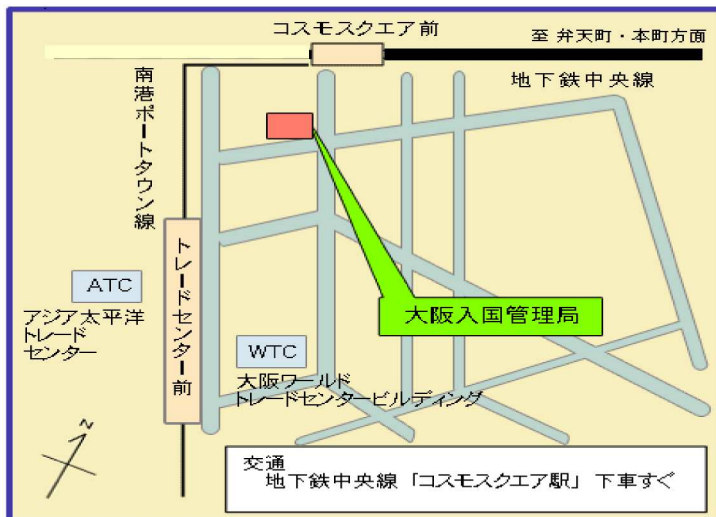 コスモスクエア前
至 弁天町・本町方面
地下鉄中央線
南港ポートタウン線
トレードセンター前
ATC
アジア太平洋
トレード
センター
大阪入国管理局
WTC
大阪ワールド
トレードセンタービルディング
N
交通
地下鉄中央線「コスモスクエア駅」下車すぐ